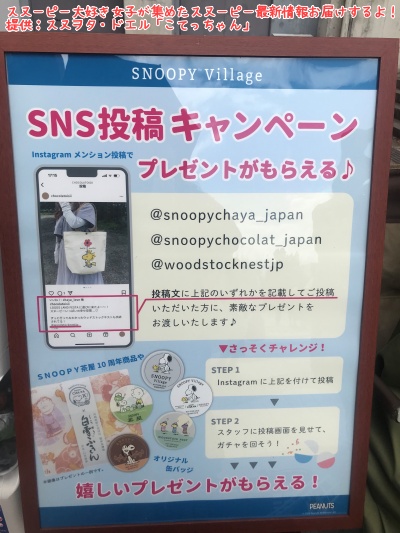 スヌーピー大好き女子が集めたスヌーピー最新情報お届けするよ！
提供：スヌヲタ・ドエル「こてっちゃん」
SNOOPY Village
SNS投稿キャンペーン
Instagram メンション投稿で
プレゼントがもらえる♪
@snoopychaya_japan
@snoopychocolat_japan
@woodstocknestjp
投稿文に上記のいずれかを記載してご投稿
いただいた方に、素敵なプレゼントを
お渡しいたします♪
SNOOPY茶屋10周年商品や
SNOOPY
Village
オリジナル
缶バッジ
▼さっそくチャレンジ！
STEP 1
Instagram に上記を付けて投稿
STEP 2
スタッフに投稿画面を見せて、
ガチャを回そう！
嬉しいプレゼントがもらえる！
PEANUTS